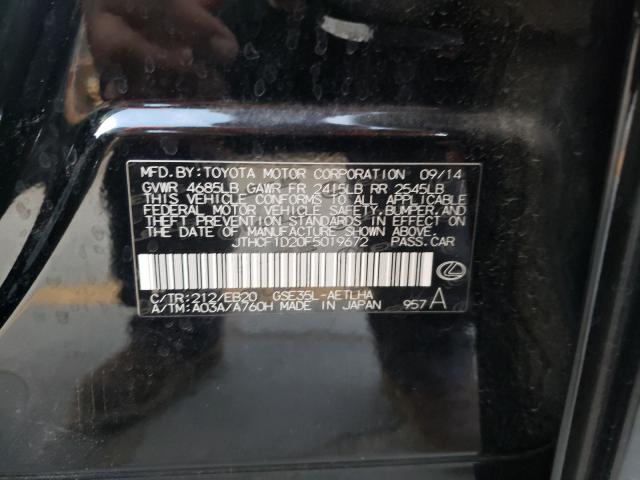 MFD. BY: TOYOTA MOTOR CORPORATION 09/14
GVWR 4685LB GAWR FR 2415LB RR 2545LB
THIS VEHICLE CONFORMS TO ALL APPLICABLE
FEDERAL MOTOR VEHICLE SAFETY, BUMPER, AND
THEFT PREVENTION STANDARDS IN EFFECT ON
THE DATE OF MANUFACTURE SHOWN ABOVE.
JTHCF1D20F5019672 PASS.CAR
C/TR:212/EB20 GSE35L-AETLHA
A/TM:A03A/A760H MADE IN JAPAN 957 A